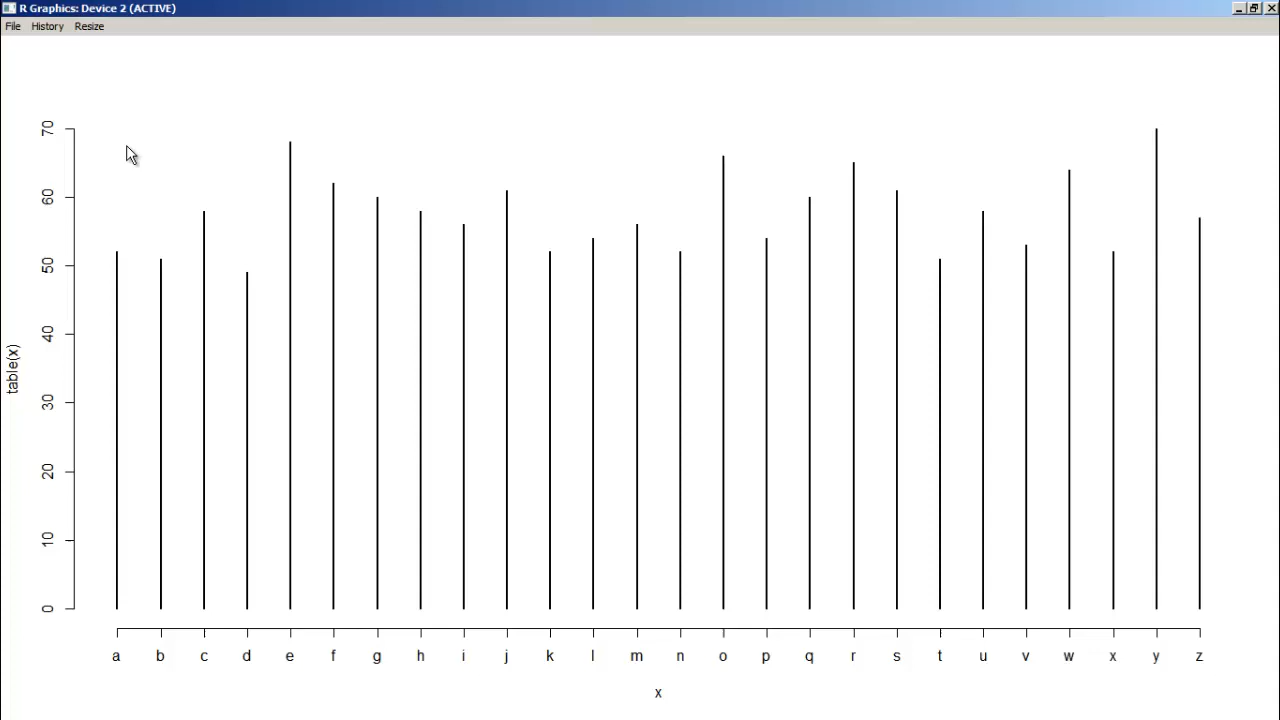 R Graphics: Device 2 (ACTIVE)
File History Resize
70
60
50
40
30
20
10
0
table(x)
a b c d e f g h i j k l m n o p q r s t u v w x y z
x